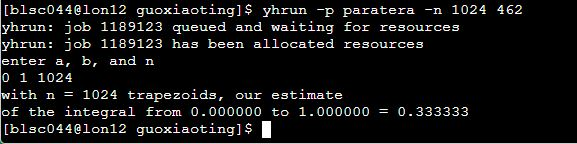 [blsc044@lon12 guoxiaoting]$ yhrun -p paratera -n 1024 462
yhrun: job 1189123 queued and waiting for resources
yhrun: job 1189123 has been allocated resources
enter a, b, and n
0 1 1024
with n = 1024 trapezoids, our estimate
of the integral from 0.000000 to 1.000000 = 0.333333
[blsc044@lon12 guoxiaoting]$